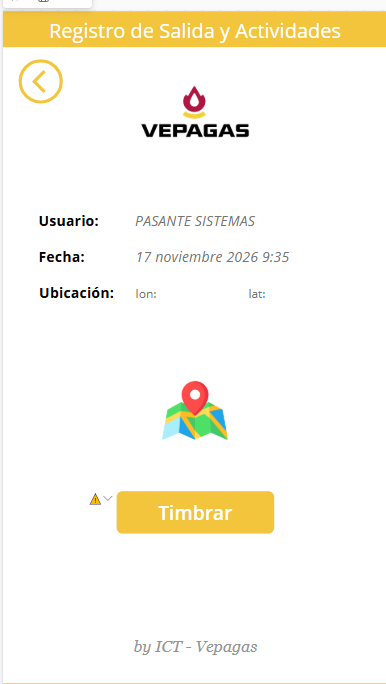 Registro de Salida y Actividades
VEPAGAS
Usuario: PASANTE SISTEMAS
Fecha: 17 noviembre 2026 9:35
Ubicación: lon: lat:
Timbrar
by ICT - Vepagas